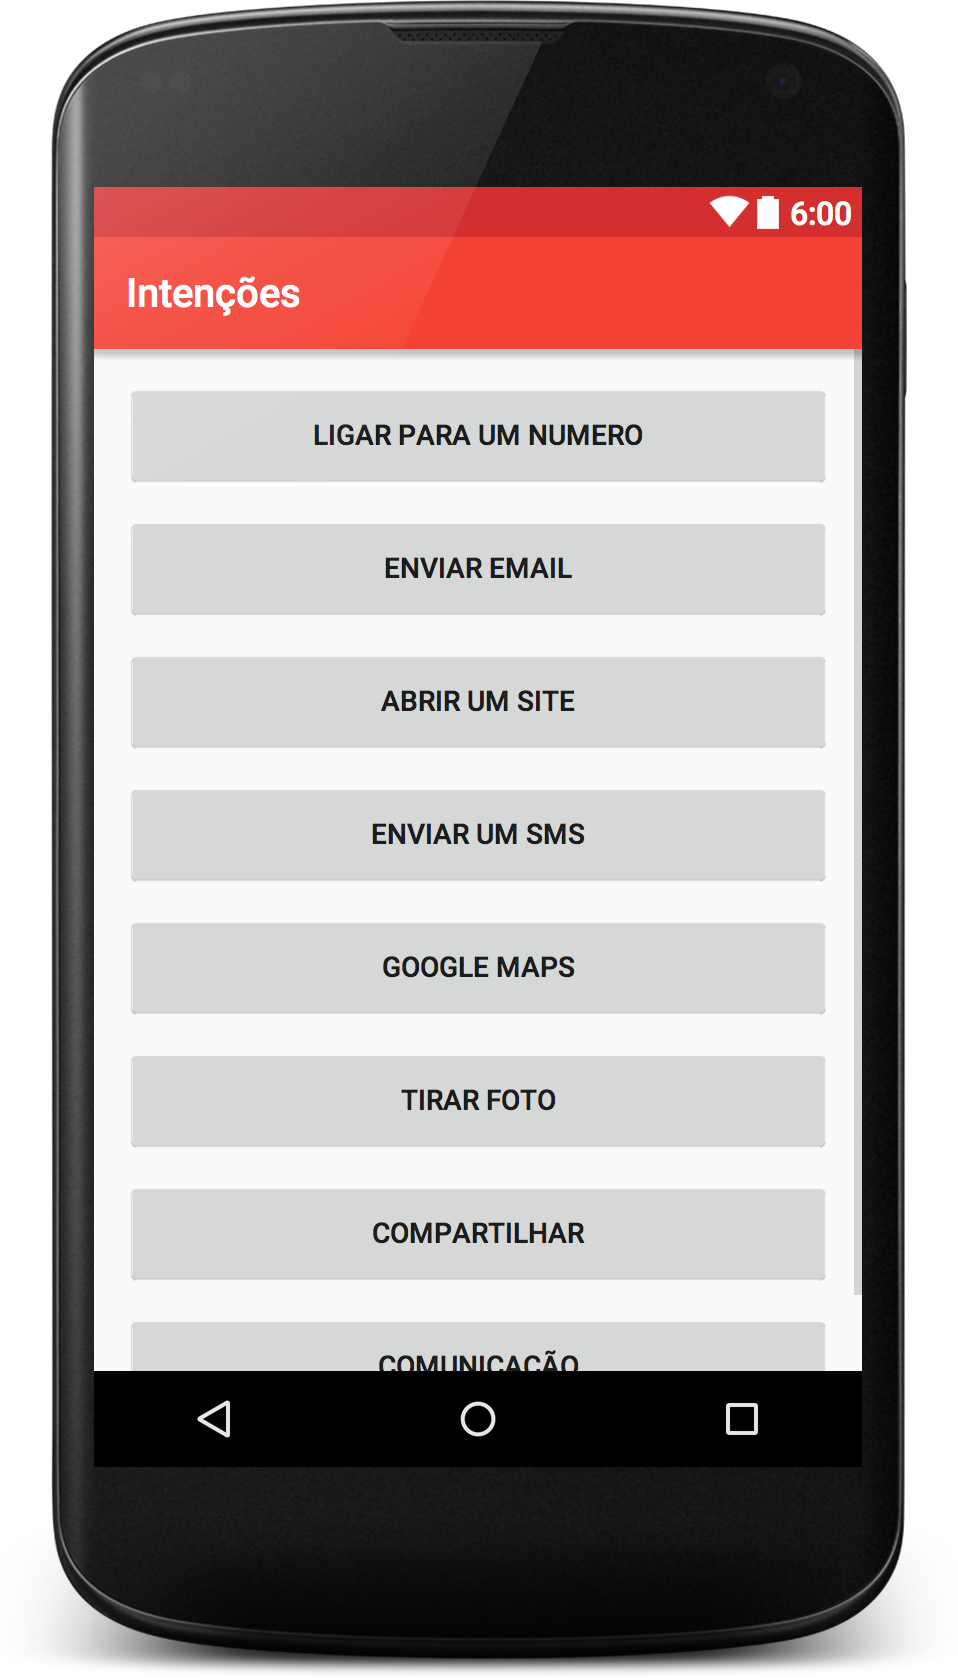 6:00
Intenções
LIGAR PARA UM NUMERO
ENVIAR EMAIL
ABRIR UM SITE
ENVIAR UM SMS
GOOGLE MAPS
TIRAR FOTO
COMPARTILHAR
COMUNICAÇÃO